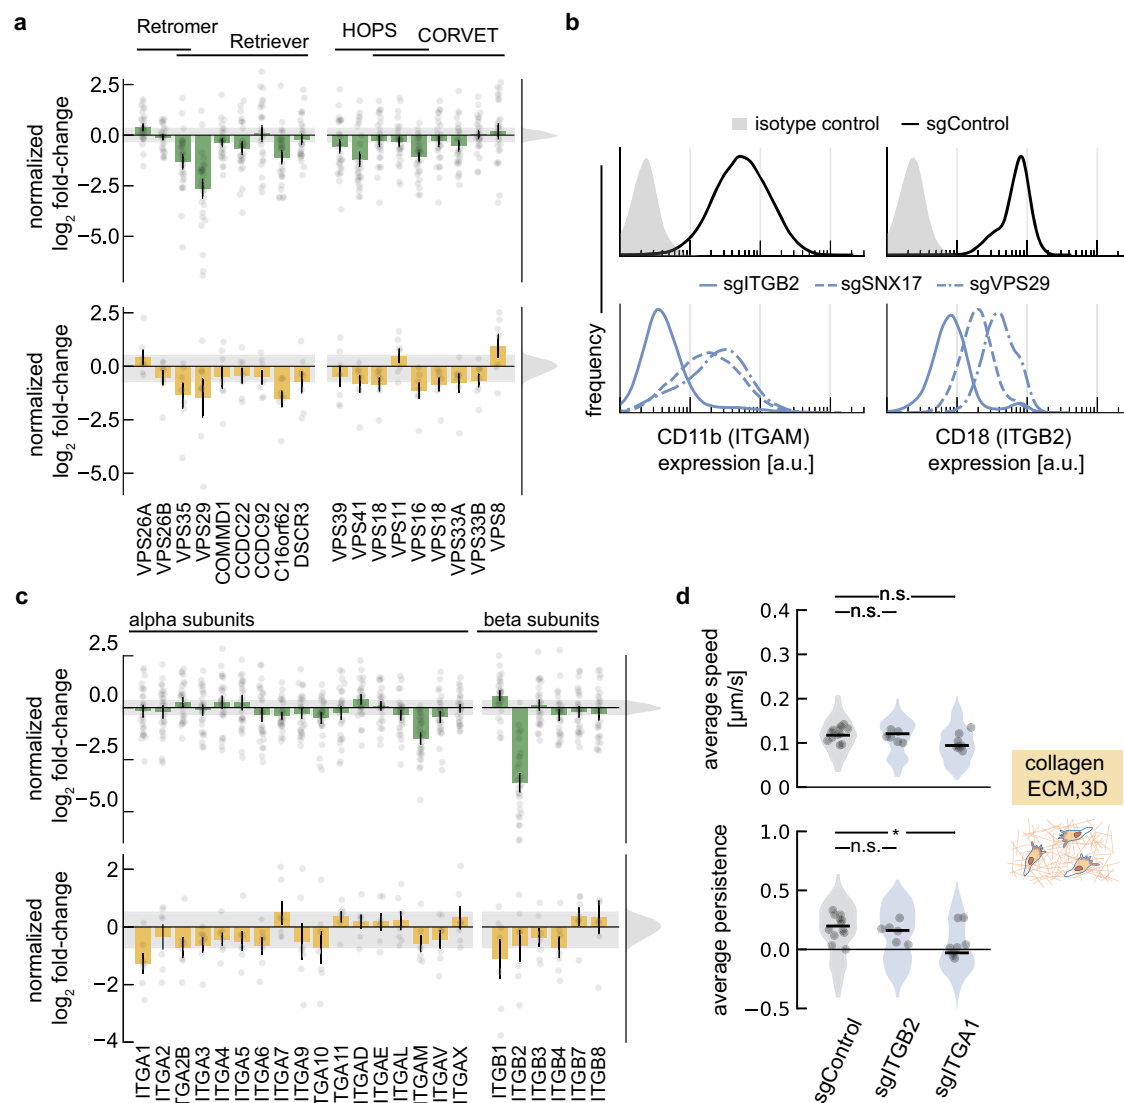 a
Retromer
Retriever
HOPS
CORVET
normalized
log2 fold-change
2.5
0.0
−2.5
−5.0
normalized
log2 fold-change
2.5
0.0
−2.5
−5.0
VPS26A
VPS26B
VPS35
VPS29
COMMD1
CCDC22
CCDC92
C16orf62
DSCR3
VPS39
VPS41
VPS18
VPS11
VPS16
VPS18
VPS33A
VPS33B
VPS8
b
isotype control
sgControl
sgITGB2
sgSNX17
sgVPS29
frequency
CD11b (ITGAM)
expression [a.u.]
CD18 (ITGB2)
expression [a.u.]
c
alpha subunits
beta subunits
normalized
log2 fold-change
2.5
0.0
−2.5
−5.0
normalized
log2 fold-change
2
0
−2
−4
ITGA1
ITGA2
TGA2B
ITGA3
ITGA4
ITGA5
ITGA6
ITGA7
ITGA9
TGA10
TGA11
ITGAD
ITGAE
ITGAL
ITGAM
ITGAV
ITGAX
ITGB1
ITGB2
ITGB3
ITGB4
ITGB7
ITGB8
d
n.s.
n.s.
average speed
[µm/s]
0.4
0.3
0.2
0.1
0 0
*
n.s.
average persistence
1.0
0.5
0.0
−0.5
sgControl
sgITGB2
sgITGA1
collagen
ECM,3D